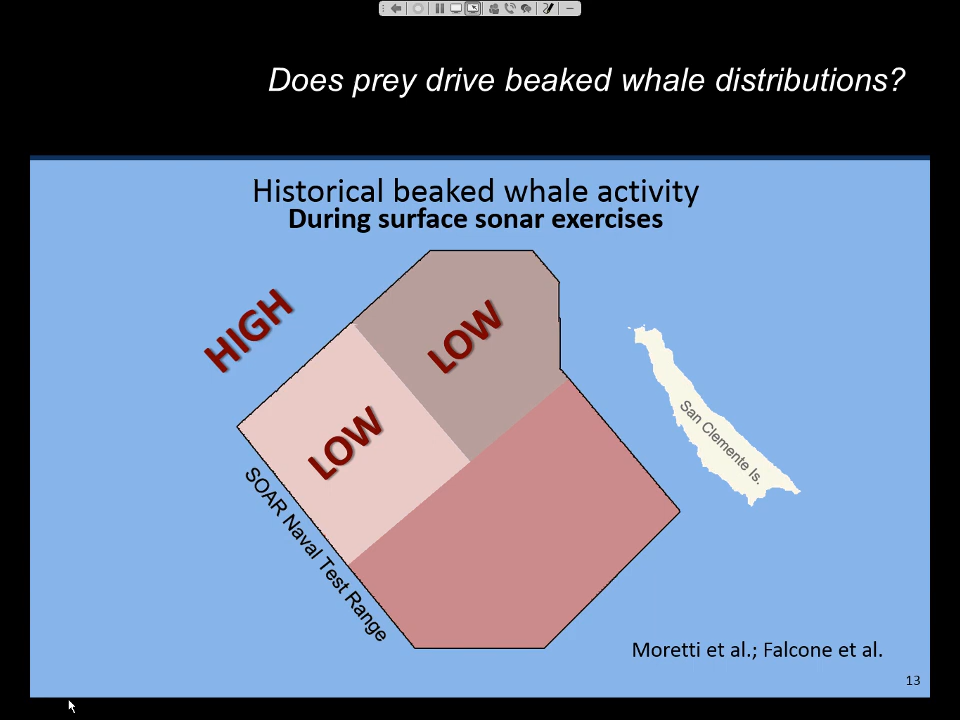 Does prey drive beaked whale distributions?
Historical beaked whale activity
During surface sonar exercises
HIGH
LOW
LOW
San Clemente Is.
SOAR Naval Test Range
Moretti et al.; Falcone et al.
13